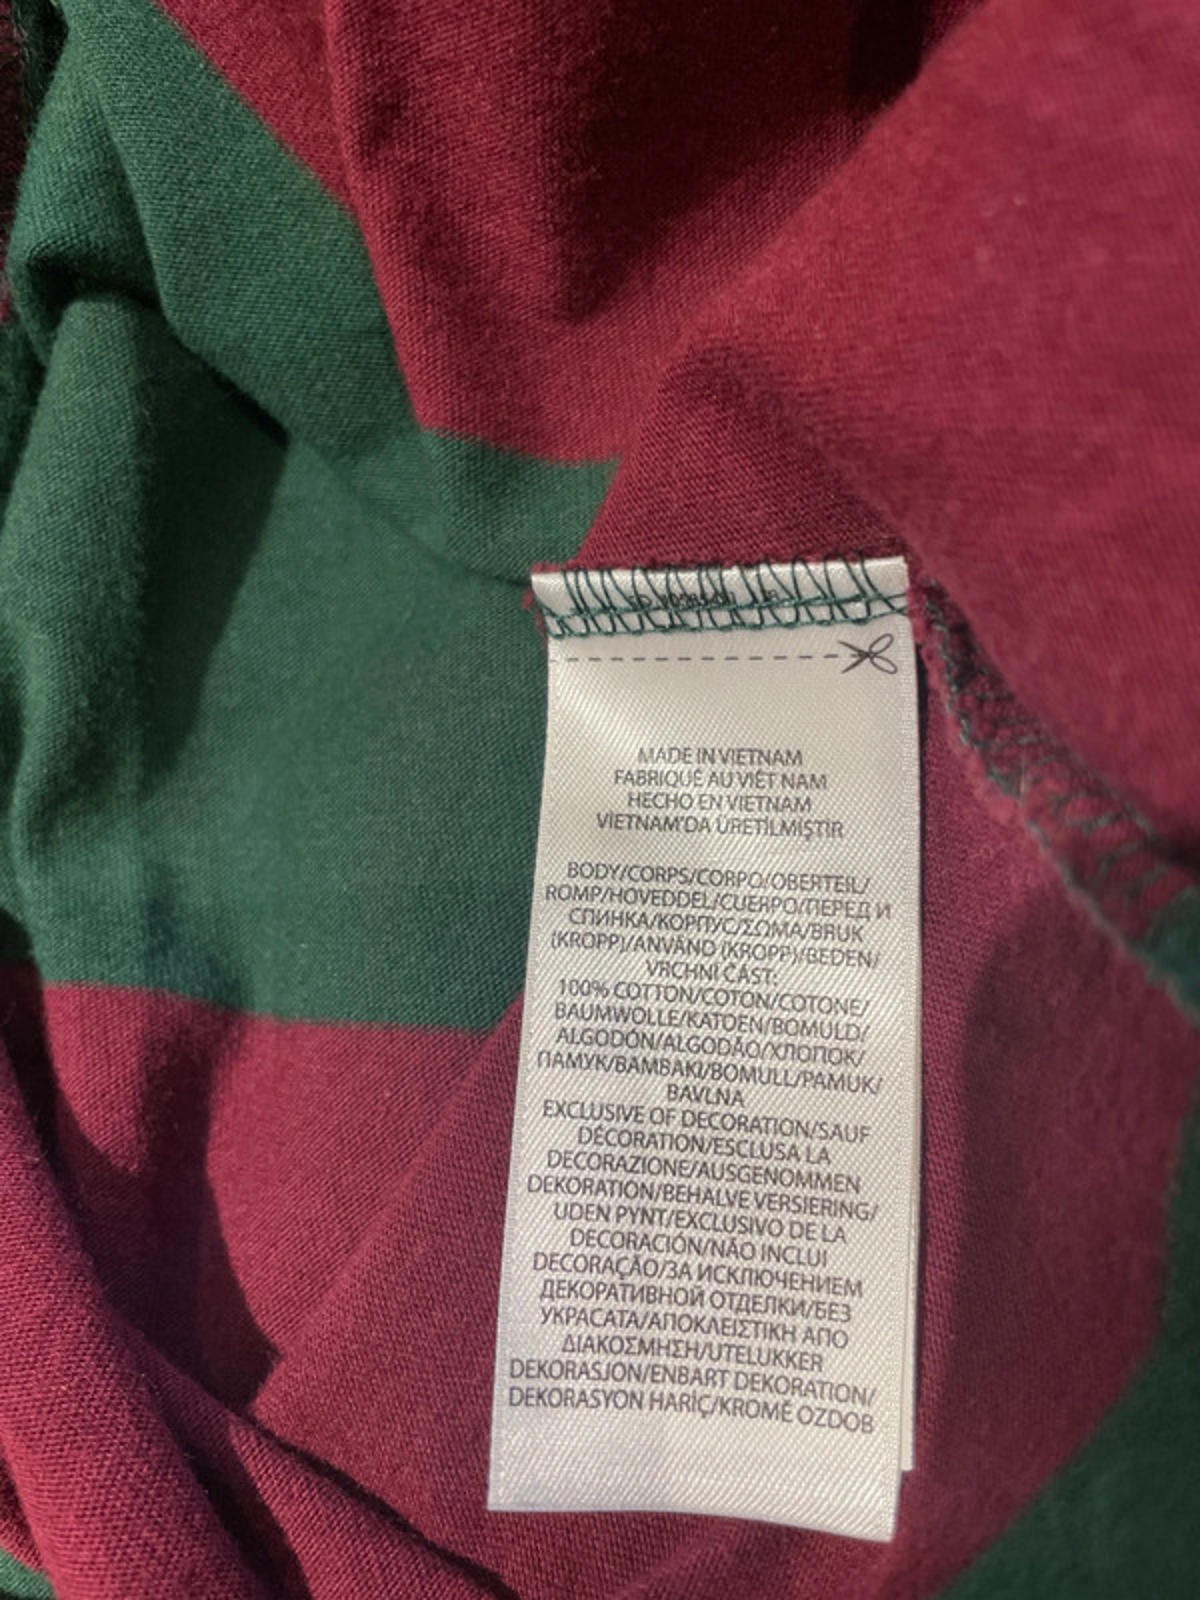 MADE IN VIETNAM
FABRIQUÉ AU VIÊT NAM
HECHO EN VIETNAM
VIETNAM'DA ÜRETİLMİŞTİR
BODY/CORPS/CORPO/OBERTEIL/
ROMP/HOVEDDEL/CUERPO/ПЕРЕД И
СПИНКА/КОРПУС/ΣΩΜΑ/BRUK
(KROPP)/ANVÄND (KROPP)/BEDEN/
VRCHNÍ ČÁST:
100% COTTON/COTON/COTONE/
BAUMWOLLE/KATOEN/BOMULD/
ALGODÓN/ALGODÃO/ХЛОПОК/
ПАМУК/ΒΑΜΒΑΚΙ/BOMULL/PAMUK/
BAVLNA
EXCLUSIVE OF DECORATION/SAUF
DÉCORATION/ESCLUSA LA
DECORAZIONE/AUSGENOMMEN
DEKORATION/BEHALVE VERSIERING/
UDEN PYNT/EXCLUSIVO DE LA
DECORACIÓN/NÃO INCLUI
DECORAÇÃO/ЗА ИСКЛЮЧЕНИЕМ
ДЕКОРАТИВНОЙ ОТДЕЛКИ/БЕЗ
УКРАСАТА/ΑΠΟΚΛΕΙΣΤΙΚΗ ΑΠΟ
ΔΙΑΚΟΣΜΗΣΗ/UTELUKKER
DEKORASJON/ENBART DEKORATION/
DEKORASYON HARİÇ/KROMĚ OZDOB